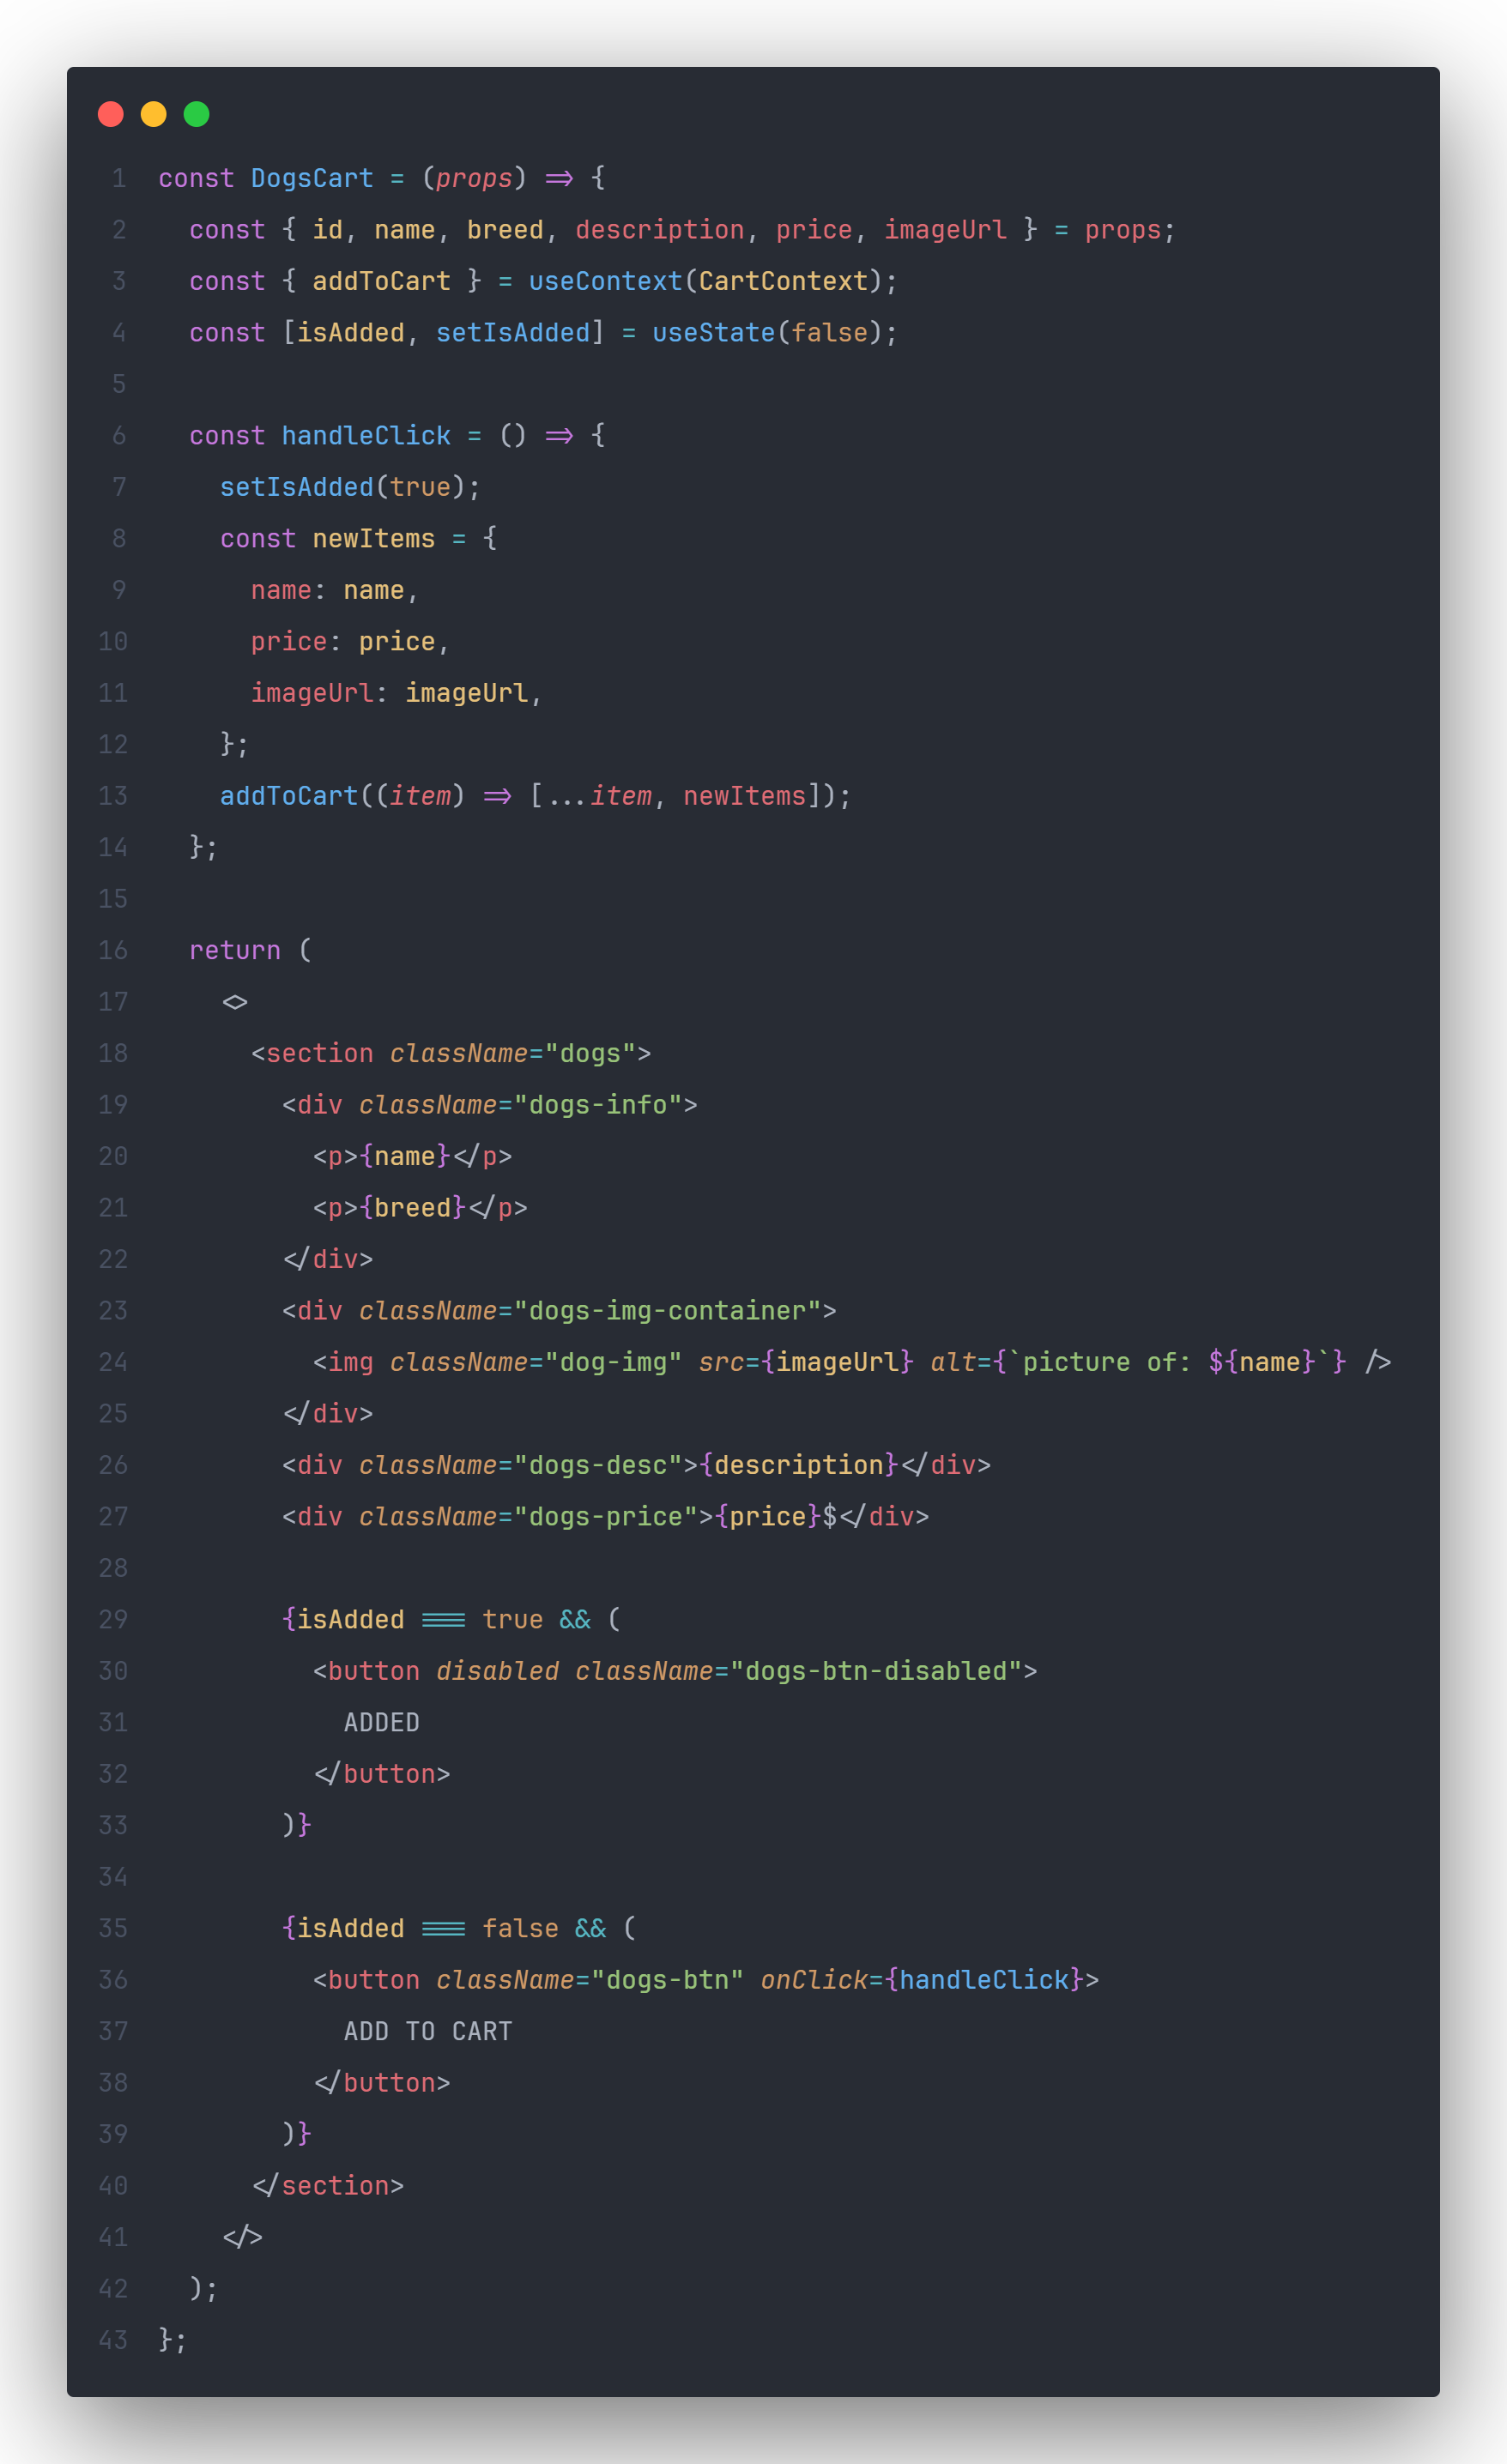 1 const DogsCart = (props) => {
2   const { id, name, breed, description, price, imageUrl } = props;
3   const { addToCart } = useContext(CartContext);
4   const [isAdded, setIsAdded] = useState(false);
5
6   const handleClick = () => {
7     setIsAdded(true);
8     const newItems = {
9       name: name,
10       price: price,
11       imageUrl: imageUrl,
12     };
13     addToCart((item) => [...item, newItems]);
14   };
15
16   return (
17     <>
18       <section className="dogs">
19         <div className="dogs-info">
20           <p>{name}</p>
21           <p>{breed}</p>
22         </div>
23         <div className="dogs-img-container">
24           <img className="dog-img" src={imageUrl} alt={`picture of: ${name}`} />
25         </div>
26         <div className="dogs-desc">{description}</div>
27         <div className="dogs-price">{price}$</div>
28
29         {isAdded === true && (
30           <button disabled className="dogs-btn-disabled">
31             ADDED
32           </button>
33         )}
34
35         {isAdded === false && (
36           <button className="dogs-btn" onClick={handleClick}>
37             ADD TO CART
38           </button>
39         )}
40       </section>
41     </>
42   );
43 };